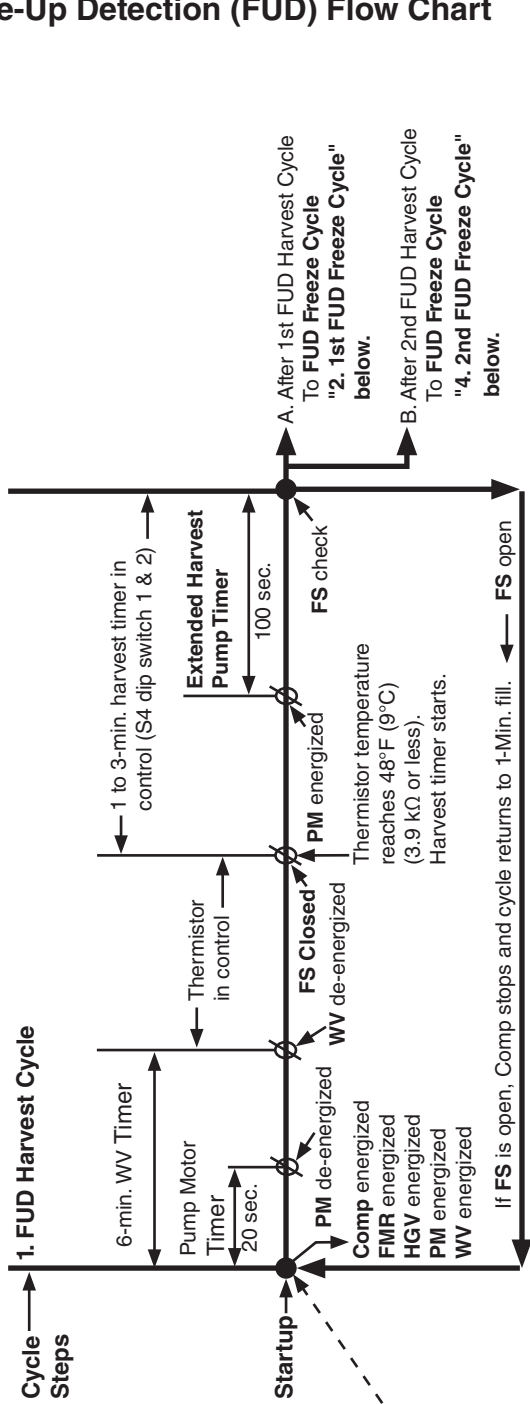 e-Up Detection (FUD) Flow Chart
Cycle
Steps
1. FUD Harvest Cycle
6-min. WV Timer
Thermistor
in control
1 to 3-min. harvest timer in
control (S4 dip switch 1 & 2)
Pump Motor
Timer
20 sec.
Extended Harvest
Pump Timer
100 sec.
Startup
PM de-energized
Comp energized
FMR energized
HGV energized
PM energized
WV energized
WV de-energized
FS Closed
Thermistor temperature
reaches 48°F (9°C)
(3.9 kΩ or less).
Harvest timer starts.
PM energized
FS check
A. After 1st FUD Harvest Cycle
To FUD Freeze Cycle
"2. 1st FUD Freeze Cycle"
below.
B. After 2nd FUD Harvest Cycle
To FUD Freeze Cycle
"4. 2nd FUD Freeze Cycle"
below.
If FS is open, Comp stops and cycle returns to 1-Min. fill.
FS open